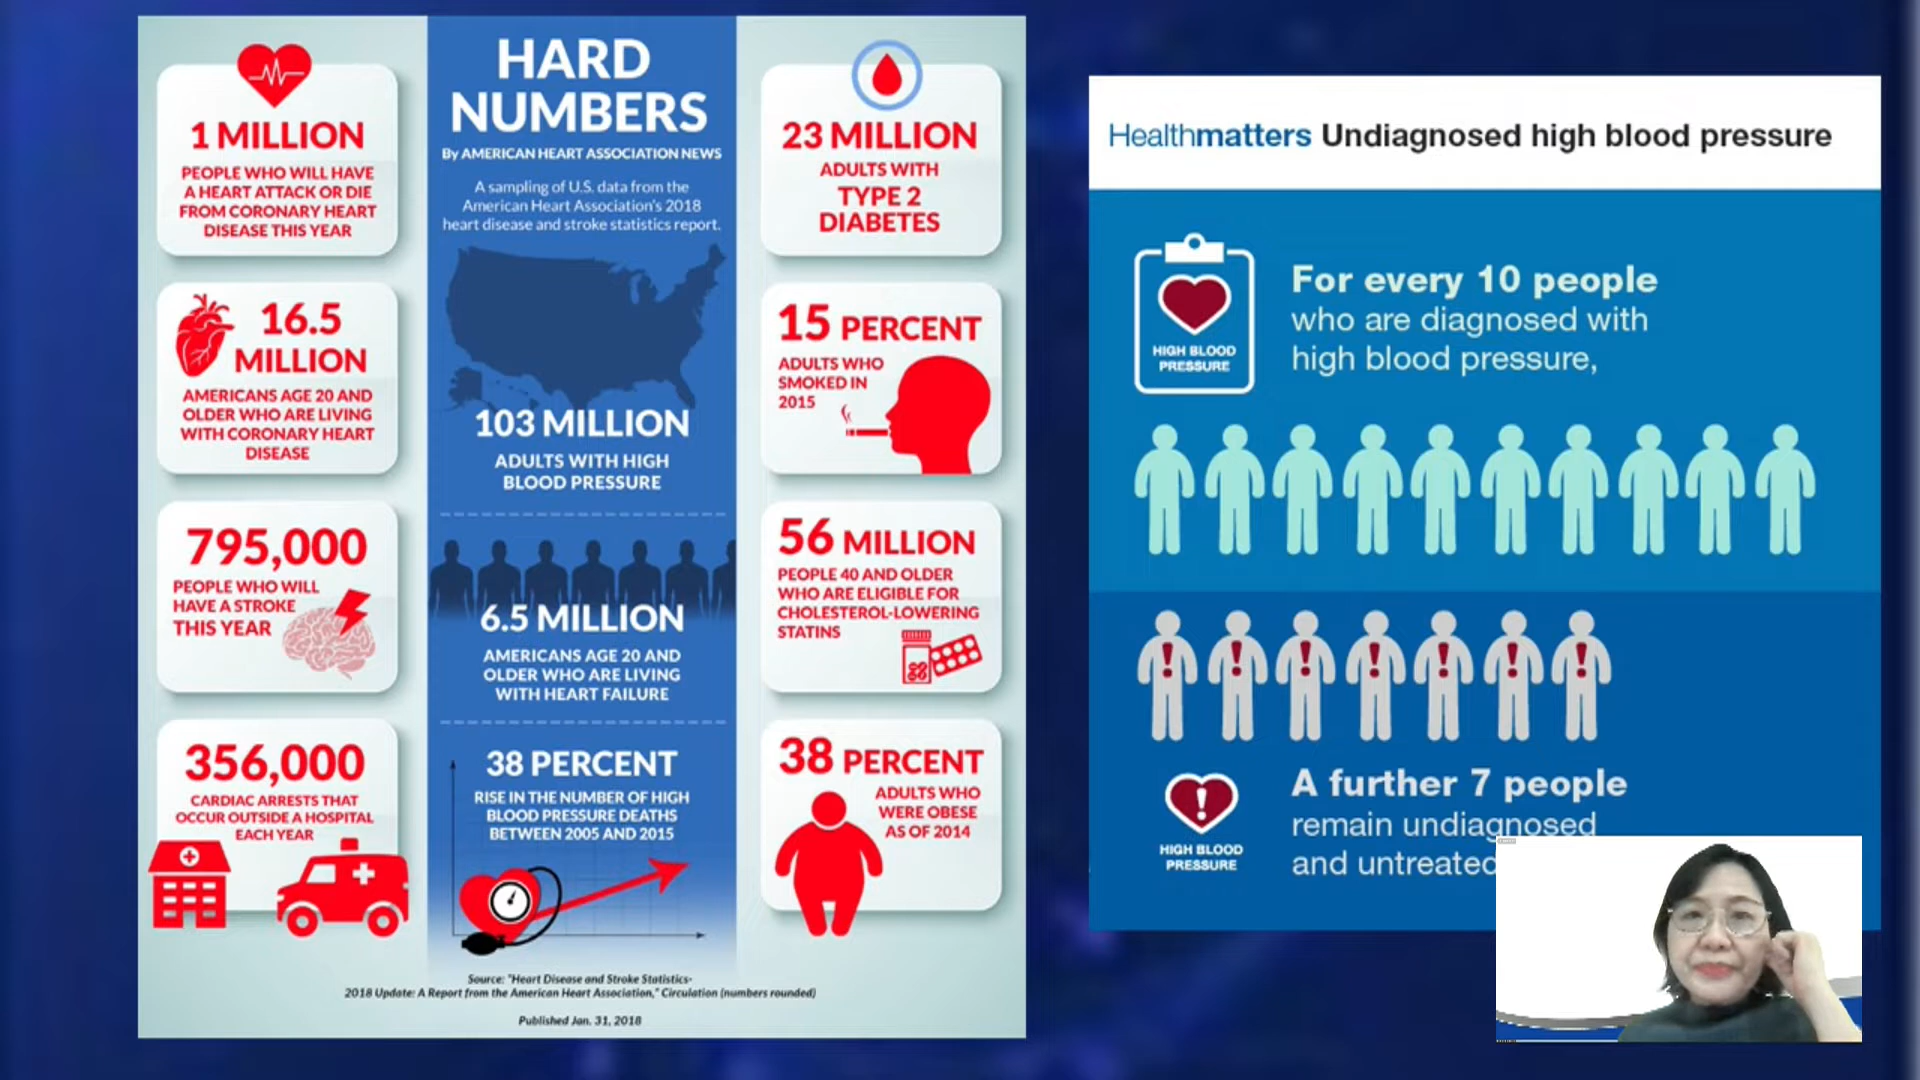 1 MILLION
PEOPLE WHO WILL HAVE
A HEART ATTACK OR DIE
FROM CORONARY HEART
DISEASE THIS YEAR
16.5
MILLION
AMERICANS AGE 20 AND
OLDER WHO ARE LIVING
WITH CORONARY HEART
DISEASE
795,000
PEOPLE WHO WILL
HAVE A STROKE
THIS YEAR
356,000
CARDIAC ARRESTS THAT
OCCUR OUTSIDE A HOSPITAL
EACH YEAR
HARD
NUMBERS
By AMERICAN HEART ASSOCIATION NEWS
A sampling of U.S. data from the
American Heart Association's 2018
heart disease and stroke statistics report.
103 MILLION
ADULTS WITH HIGH
BLOOD PRESSURE
6.5 MILLION
AMERICANS AGE 20 AND
OLDER WHO ARE LIVING
WITH HEART FAILURE
38 PERCENT
RISE IN THE NUMBER OF HIGH
BLOOD PRESSURE DEATHS
BETWEEN 2005 AND 2015
23 MILLION
ADULTS WITH
TYPE 2
DIABETES
15 PERCENT
ADULTS WHO
SMOKED IN
2015
56 MILLION
PEOPLE 40 AND OLDER
WHO ARE ELIGIBLE FOR
CHOLESTEROL-LOWERING
STATINS
38 PERCENT
ADULTS WHO
WERE OBESE
AS OF 2014
Source: "Heart Disease and Stroke Statistics-
2018 Update: A Report from the American Heart Association," Circulation (numbers rounded)
Published Jan. 31, 2018
Healthmatters Undiagnosed high blood pressure
HIGH BLOOD
PRESSURE
For every 10 people
who are diagnosed with
high blood pressure,
HIGH BLOOD
PRESSURE
A further 7 people
remain undiagnosed
and untreated